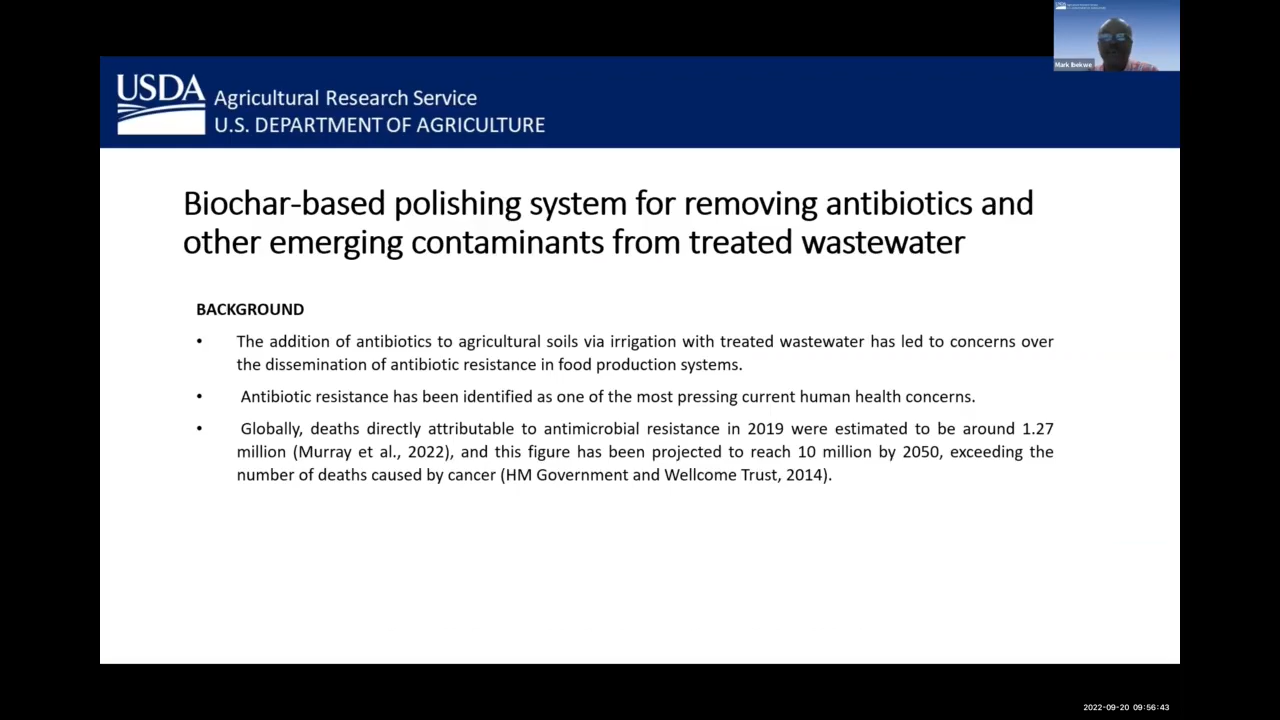 Mark Ibekwe
USDA
Agricultural Research Service
U.S. DEPARTMENT OF AGRICULTURE
Biochar-based polishing system for removing antibiotics and
other emerging contaminants from treated wastewater
BACKGROUND
• The addition of antibiotics to agricultural soils via irrigation with treated wastewater has led to concerns over
the dissemination of antibiotic resistance in food production systems.
• Antibiotic resistance has been identified as one of the most pressing current human health concerns.
• Globally, deaths directly attributable to antimicrobial resistance in 2019 were estimated to be around 1.27
million (Murray et al., 2022), and this figure has been projected to reach 10 million by 2050, exceeding the
number of deaths caused by cancer (HM Government and Wellcome Trust, 2014).
2022-09-20 09:56:43